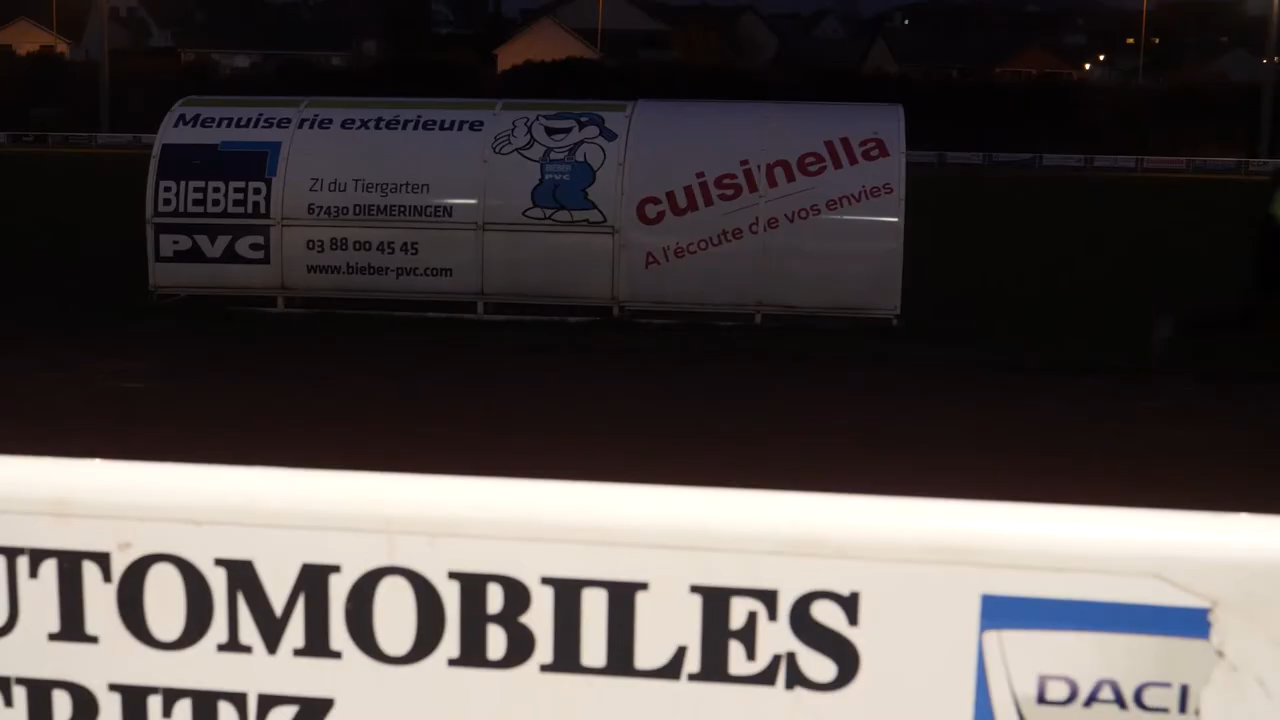 Menuiserie extérieure
BIEBER
PVC
ZI du Tiergarten
67430 DIEMERINGEN
03 88 00 45 45
www.bieber-pvc.com
BIEBER
PVC
cuisinella
A l'écoute de vos envies
UTOMOBILES
DACI